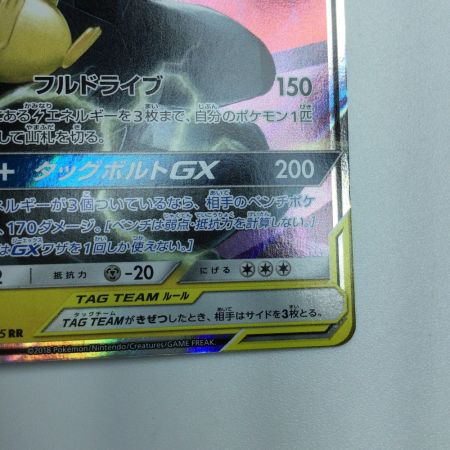 フルドライブ 150
ある エネルギーを3枚まで、自分のポケモン1匹
して山札を切る。
+ タッグボルトGX 200
ネルギーが3個ついているなら、相手のベンチポケ
、170ダメージ。[ベンチは弱点・抵抗力を計算しない。]
はGXワザを1回しか使えない。]
2 抵抗力 -20 にげる
TAG TEAM ルール
TAG TEAMがきぜつしたとき、相手はサイドを3枚とる。
5 RR
©2018 Pokémon/Nintendo/Creatures/GAME FREAK.